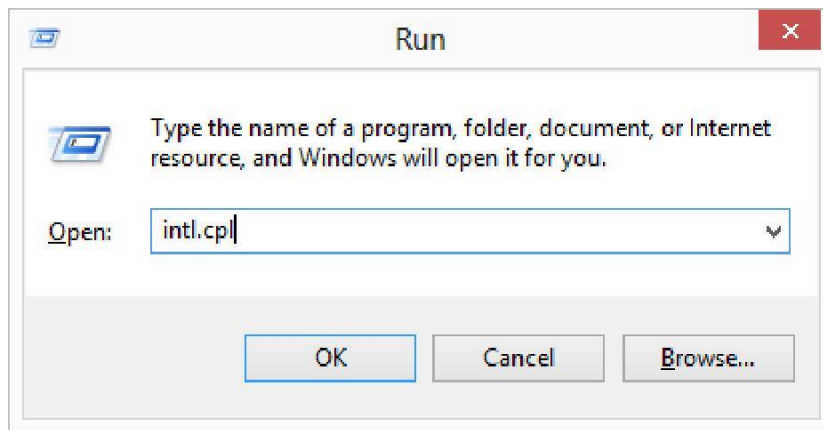 Run
Type the name of a program, folder, document, or Internet
resource, and Windows will open it for you.
Open: intl.cpl
OK Cancel Browse...